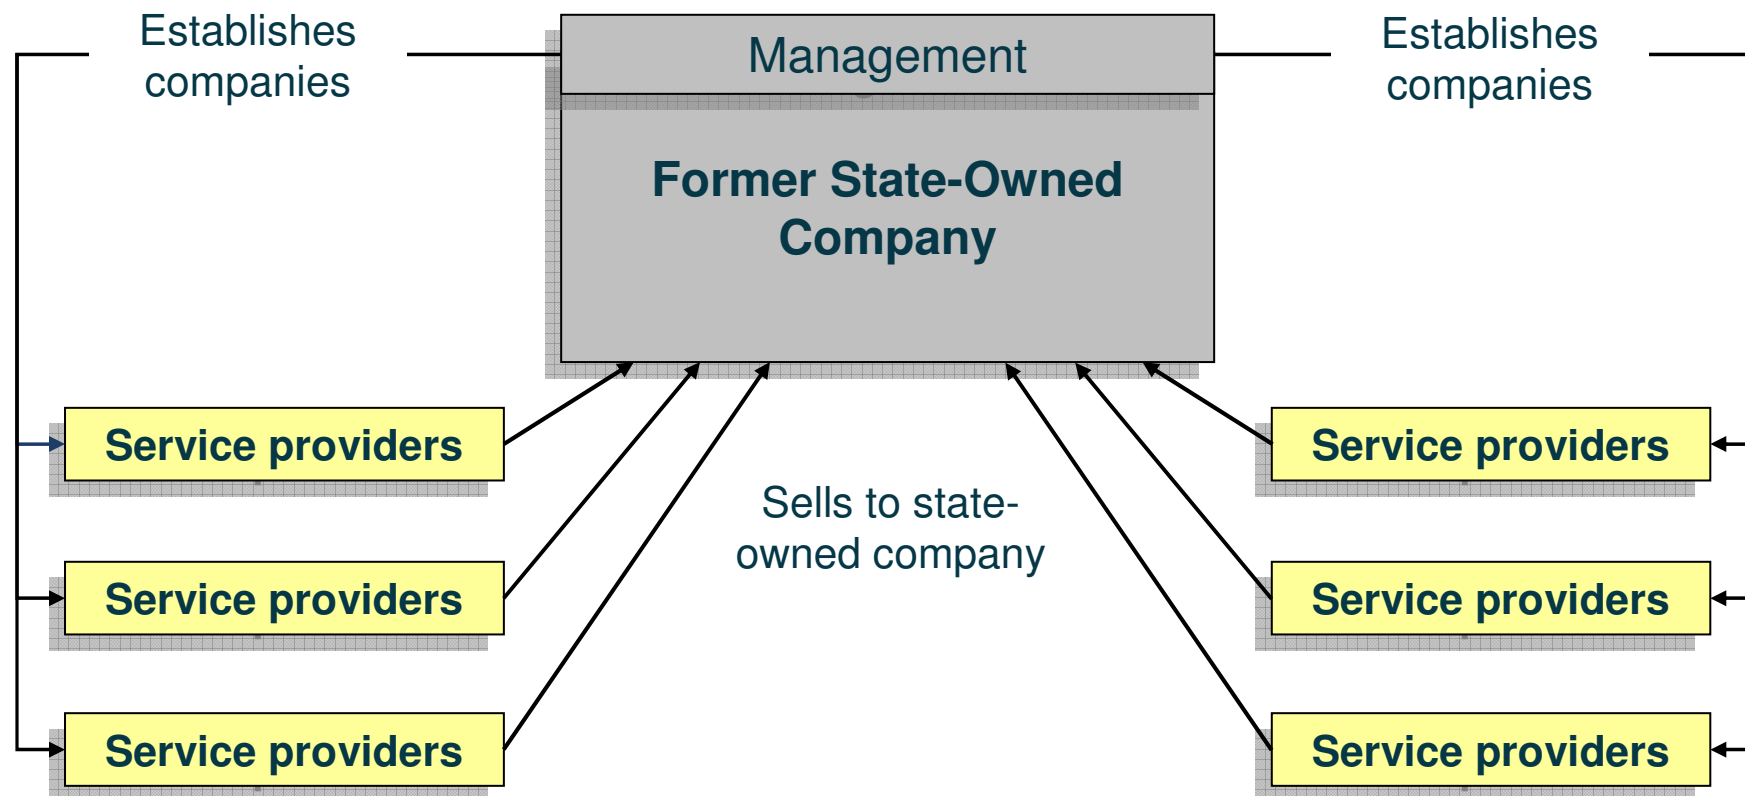 Establishes
companies
Management
Establishes
companies
Former State-Owned
Company
Service providers
Service providers
Sells to state-
owned company
Service providers
Service providers
Service providers
Service providers